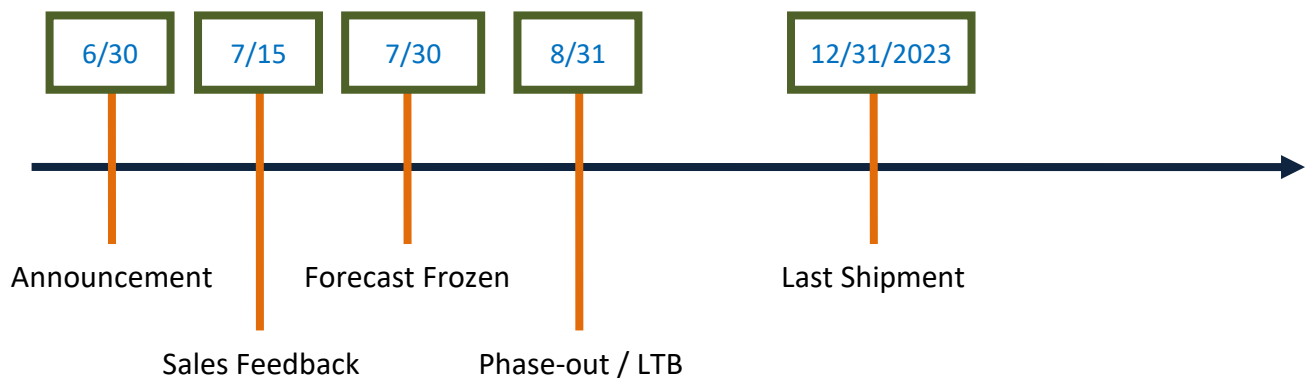 6/30 7/15 7/30 8/31 12/31/2023
Announcement Forecast Frozen Last Shipment
Sales Feedback Phase-out / LTB